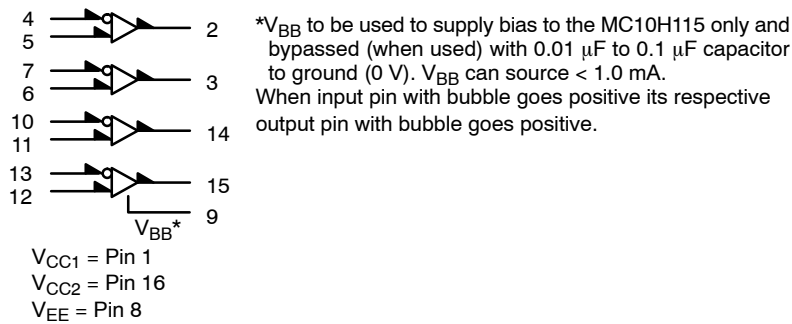 4
5
2
7
6
3
10
11
14
13
12
15
9
VBB*
VCC1 = Pin 1
VCC2 = Pin 16
VEE = Pin 8
*VBB to be used to supply bias to the MC10H115 only and
bypassed (when used) with 0.01 μF to 0.1 μF capacitor
to ground (0 V). VBB can source < 1.0 mA.
When input pin with bubble goes positive its respective
output pin with bubble goes positive.